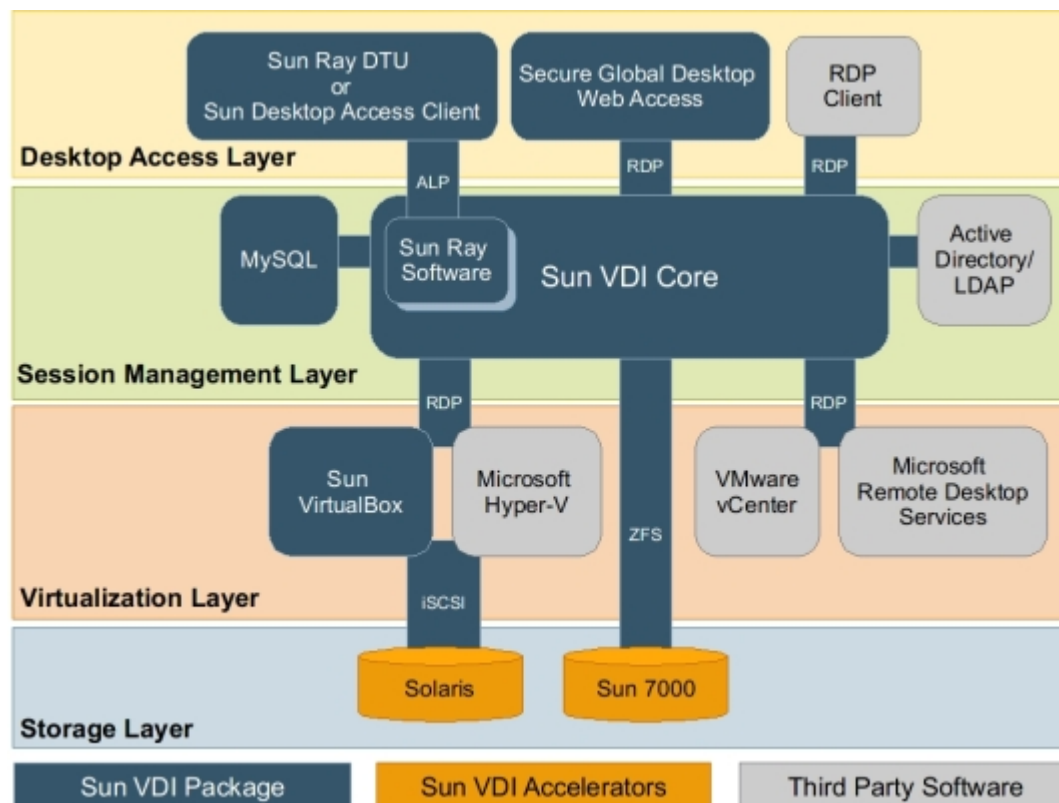 Sun Ray DTU
or
Sun Desktop Access Client
Secure Global Desktop
Web Access
RDP
Client
Desktop Access Layer
ALP
RDP
RDP
MySQL
Sun Ray
Software
Sun VDI Core
Active
Directory/
LDAP
Session Management Layer
RDP
RDP
Sun
VirtualBox
Microsoft
Hyper-V
ZFS
VMware
vCenter
Microsoft
Remote Desktop
Services
Virtualization Layer
iSCSI
Solaris
Sun 7000
Storage Layer
Sun VDI Package
Sun VDI Accelerators
Third Party Software